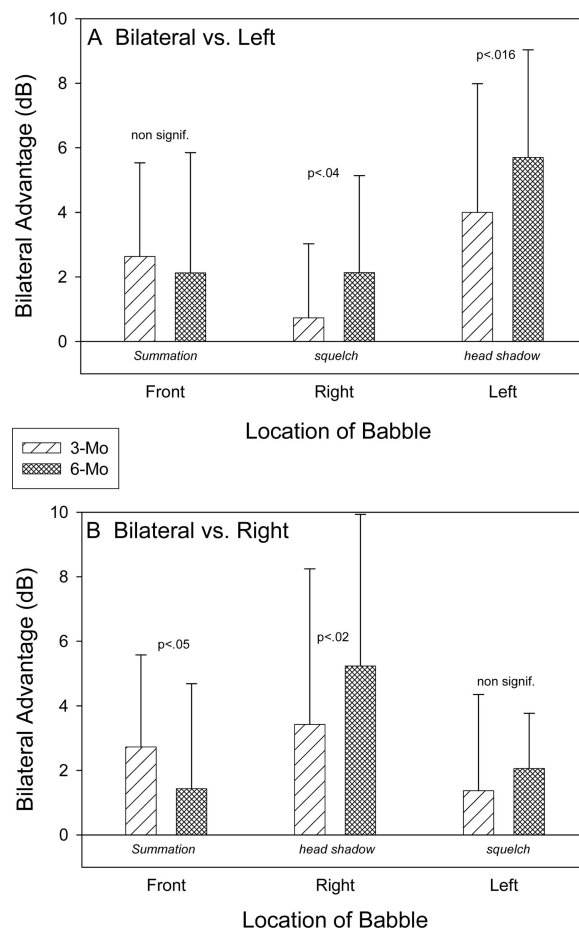 A Bilateral vs. Left
Bilateral Advantage (dB)
10
8
6
4
2
0
non signif.
p<.04
p<.016
Summation squelch head shadow
Front Right Left
Location of Babble
3-Mo
6-Mo
B Bilateral vs. Right
Bilateral Advantage (dB)
10
8
6
4
2
0
p<.05
p<.02
non signif.
Summation head shadow squelch
Front Right Left
Location of Babble